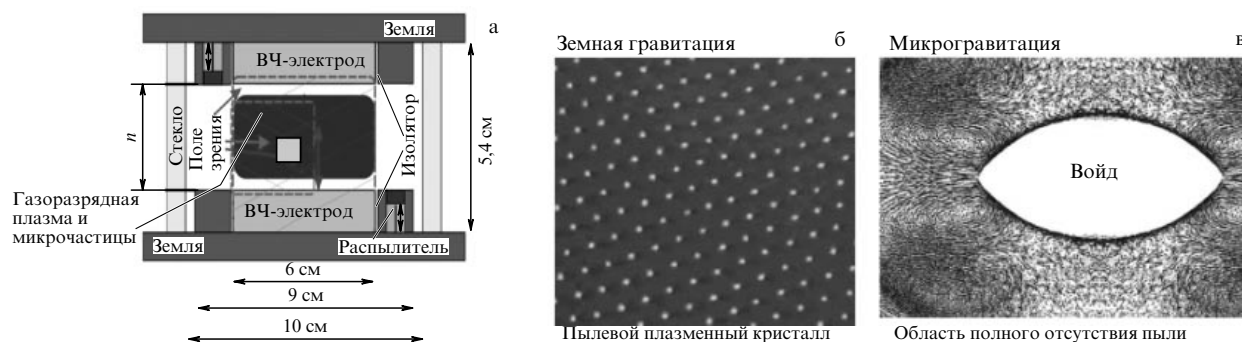 а
Земля
ВЧ-электрод
n
Стекло
Поле
зрения
Изолятор
5,4 см
Газоразрядная
плазма и
микрочастицы
ВЧ-электрод
Земля
Распылитель
6 см
9 см
10 см
Земная гравитация
б
Пылевой плазменный кристалл
Микрогравитация
в
Войд
Область полного отсутствия пыли